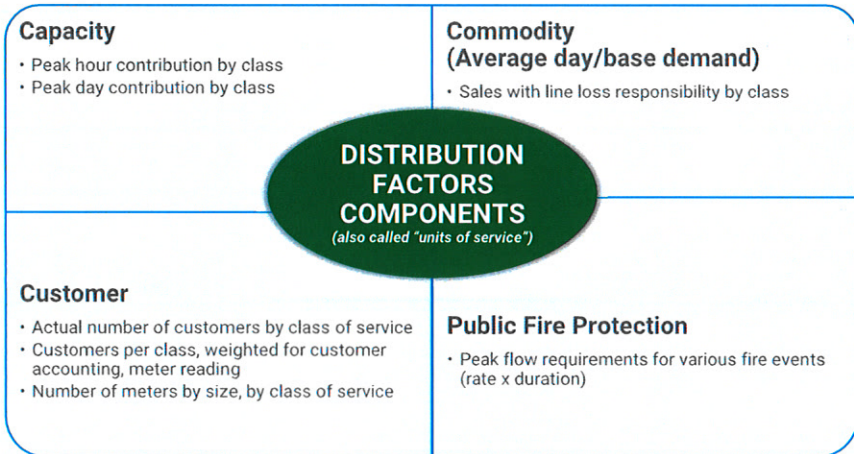 Capacity
• Peak hour contribution by class
• Peak day contribution by class
Commodity
(Average day/base demand)
• Sales with line loss responsibility by class
DISTRIBUTION
FACTORS
COMPONENTS
(also called "units of service")
Customer
• Actual number of customers by class of service
• Customers per class, weighted for customer
accounting, meter reading
• Number of meters by size, by class of service
Public Fire Protection
• Peak flow requirements for various fire events
(rate x duration)